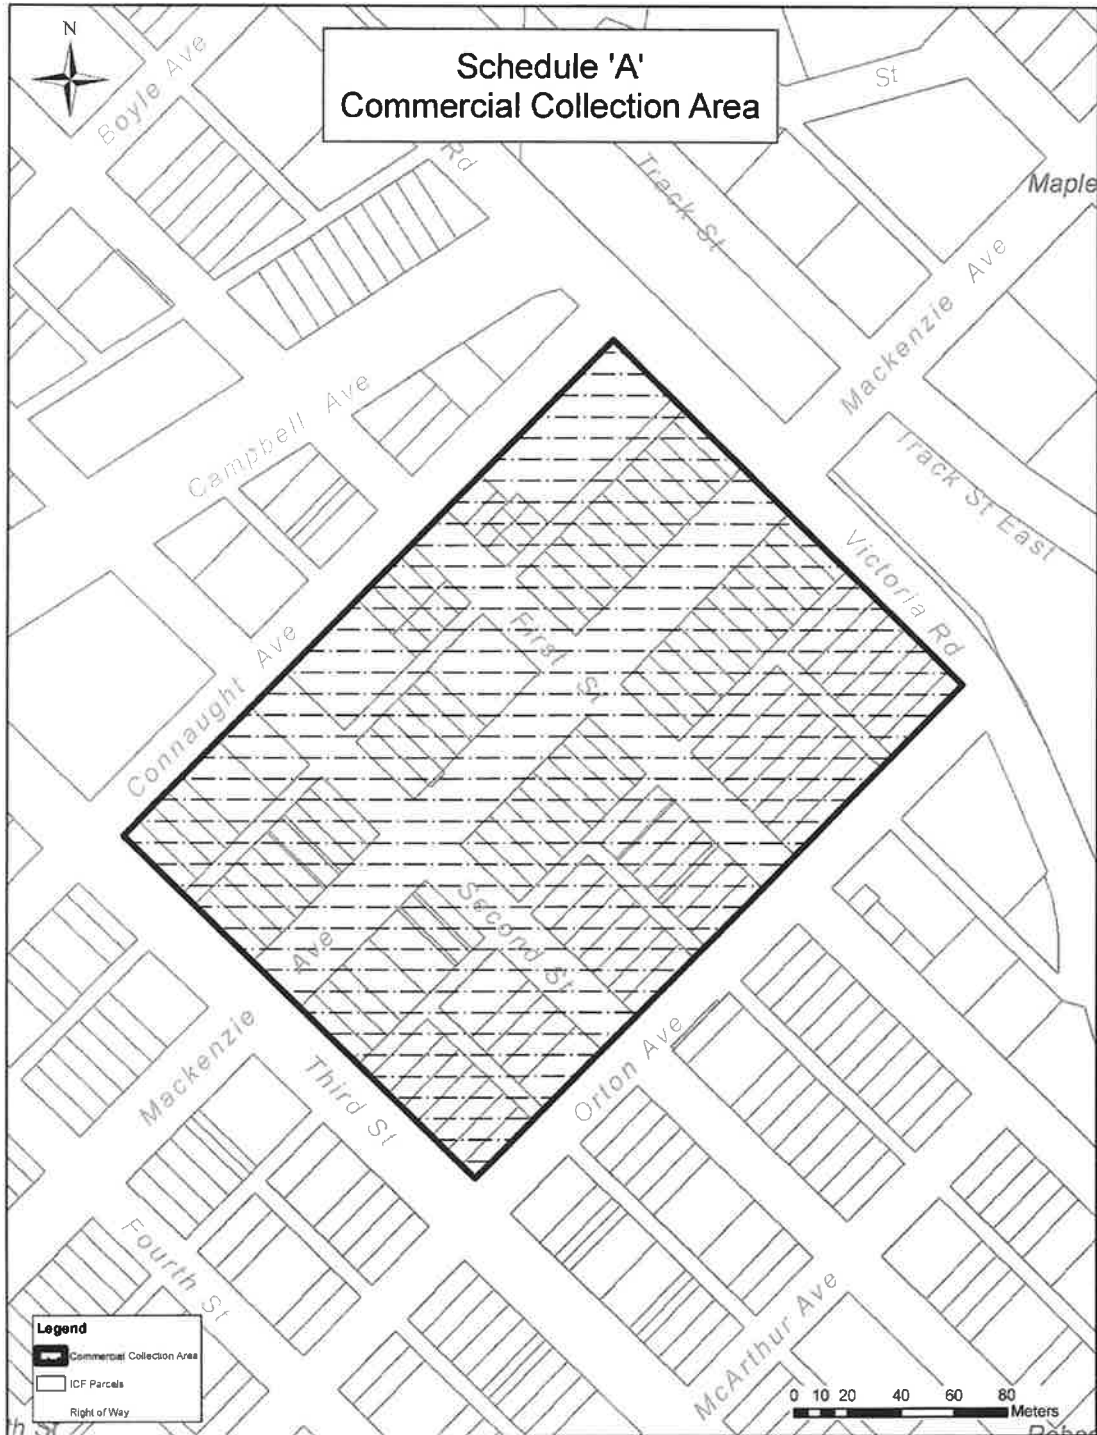 N
Schedule 'A'
Commercial Collection Area
Boyle Ave
Rd
St
Track St
Maple
Mackenzie Ave
Campbell Ave
Track St East
Victoria Rd
First St
Connaught Ave
Second St
Ave
Mackenzie
Third St
Orton Ave
Fourth St
McArthur Ave
Legend
Commercial Collection Area
ICF Parcels
Right of Way
th St
0 10 20 40 60 80
Meters